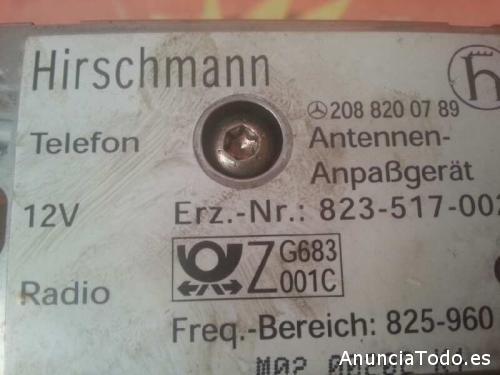 Hirschmann
208 820 07 89
Telefon
Antennen-
Anpaßgerät
12V
Erz.-Nr.: 823-517-002
G683
Z 001C
Radio
Freq.-Bereich: 825-960
AnunciaTodo.es